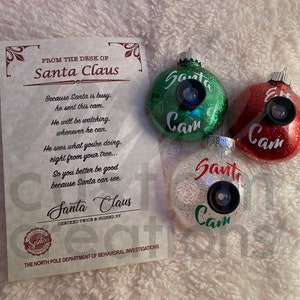 FROM THE DESK OF
Santa Claus
Because Santa is busy,
he sent this cam.
He will be watching,
whenever he can.
He sees what you're doing,
right from your tree...
So you better be good
because Santa can see.
Santa Claus
CHECKED TWICE & SIGNED BY
THE NORTH POLE DEPARTMENT OF BEHAVIORAL INVESTIGATIONS
Santa
Cam
Cam
Santa
Cam
Creations